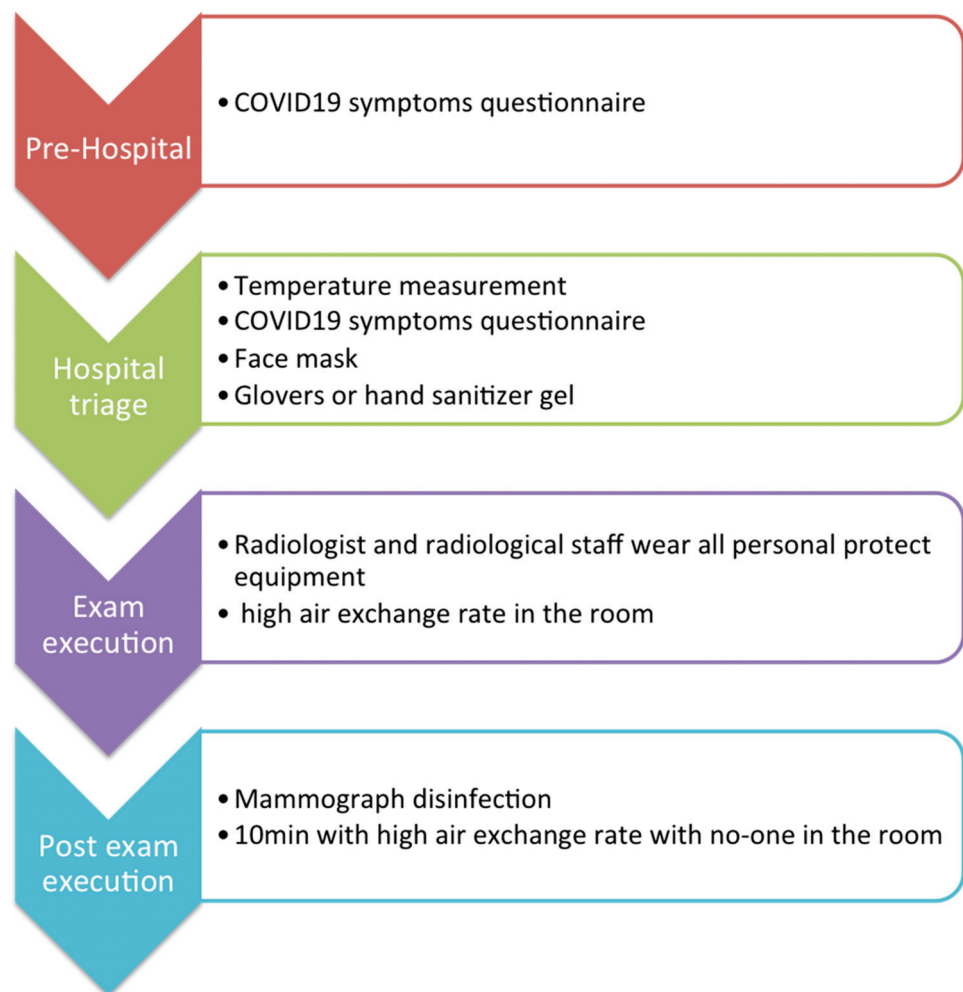 Pre-Hospital
• COVID19 symptoms questionnaire
Hospital
triage
• Temperature measurement
• COVID19 symptoms questionnaire
• Face mask
• Glovers or hand sanitizer gel
Exam
execution
• Radiologist and radiological staff wear all personal protect
equipment
• high air exchange rate in the room
Post exam
execution
• Mammograph disinfection
• 10min with high air exchange rate with no-one in the room